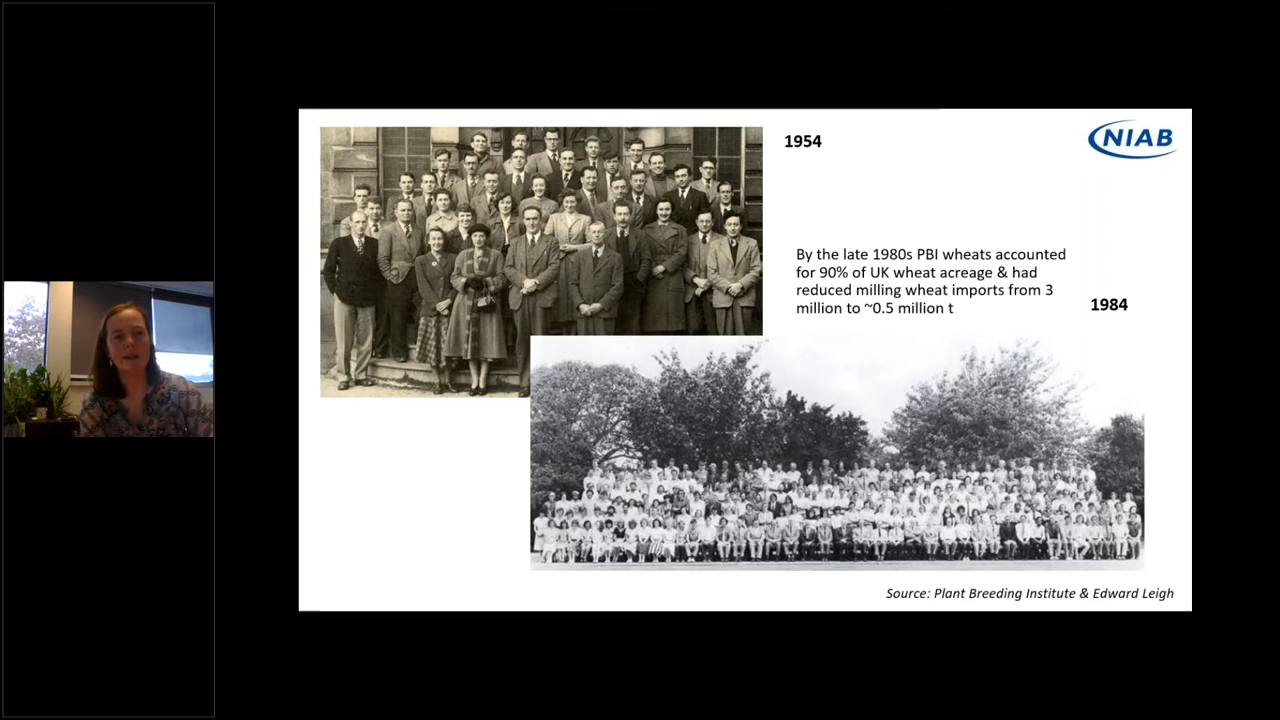 1954
NIAB
By the late 1980s PBI wheats accounted
for 90% of UK wheat acreage & had
reduced milling wheat imports from 3
million to ~0.5 million t
1984
Source: Plant Breeding Institute & Edward Leigh